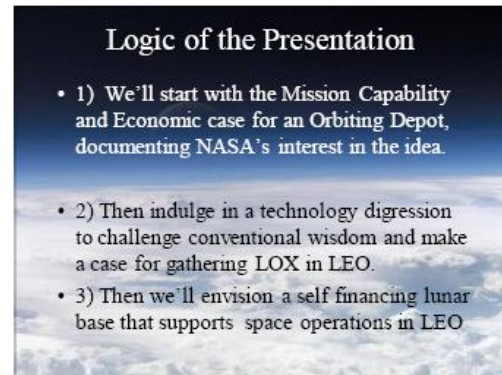 Logic of the Presentation
• 1) We'll start with the Mission Capability
and Economic case for an Orbiting Depot,
documenting NASA's interest in the idea.
• 2) Then indulge in a technology digression
to challenge conventional wisdom and make
a case for gathering LOX in LEO.
• 3) Then we'll envision a self financing lunar
base that supports space operations in LEO